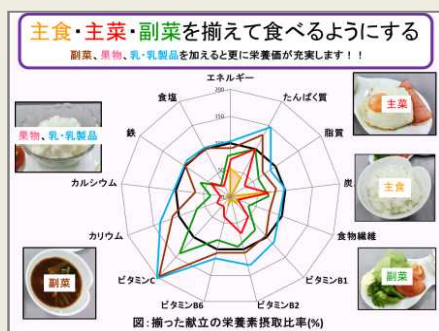 主食・主菜・副菜を揃えて食べるようにする
副菜、果物、乳・乳製品を加えると更に栄養価が充実します！！
エネルギー
食塩
たんぱく質
鉄
脂質
カルシウム
炭
カリウム
食物繊維
ビタミンC
ビタミンB1
ビタミンB6
ビタミンB2
200
150
100
果物、乳・乳製品
主菜
主食
副菜
副菜
図：揃った献立の栄養素摂取比率(%)